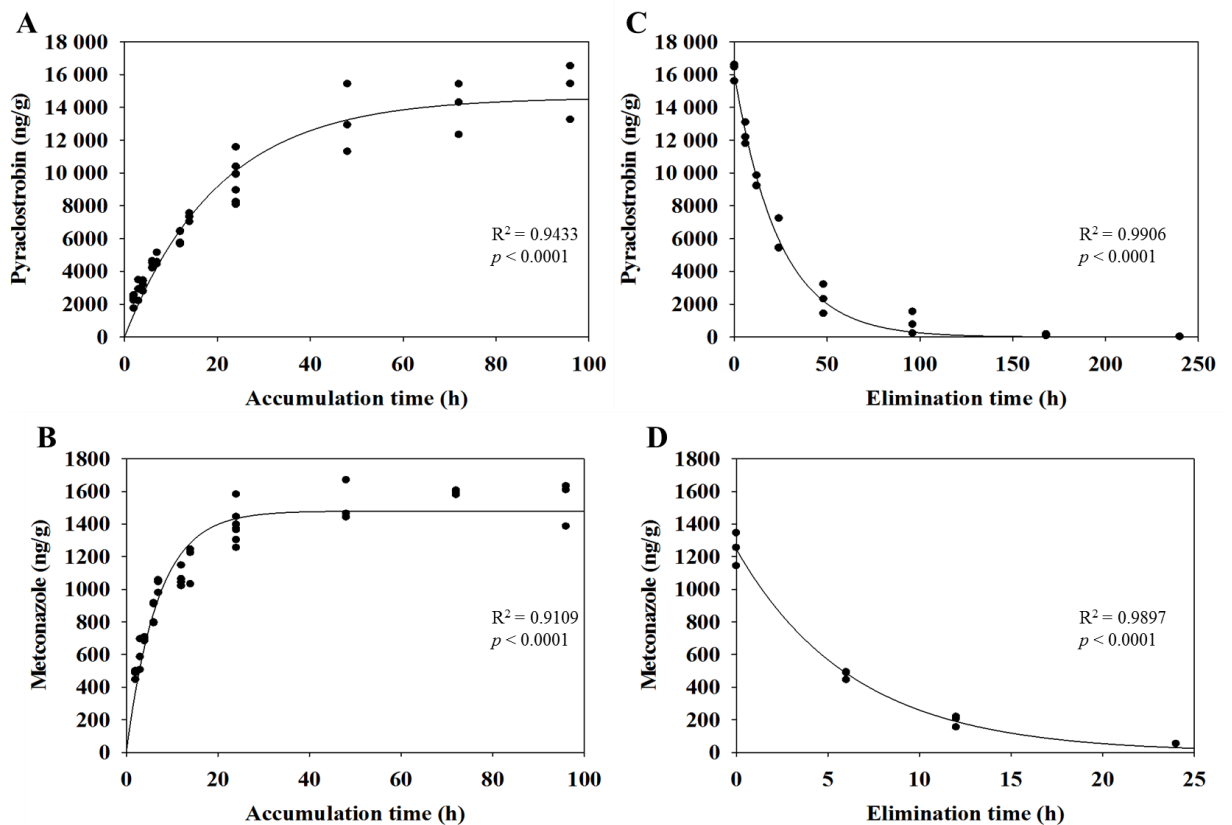 A
Pyraclostrobin (ng/g)
18 000
16 000
14 000
12 000
10 000
8000
6000
4000
2000
0
R² = 0.9433
p < 0.0001
0 20 40 60 80 100
Accumulation time (h)
C
Pyraclostrobin (ng/g)
18 000
16 000
14 000
12 000
10 000
8000
6000
4000
2000
0
R² = 0.9906
p < 0.0001
0 50 100 150 200 250
Elimination time (h)
B
Metconazole (ng/g)
1800
1600
1400
1200
1000
800
600
400
200
0
R² = 0.9109
p < 0.0001
0 20 40 60 80 100
Accumulation time (h)
D
Metconazole (ng/g)
1800
1600
1400
1200
1000
800
600
400
200
0
R² = 0.9897
p < 0.0001
0 5 10 15 20 25
Elimination time (h)